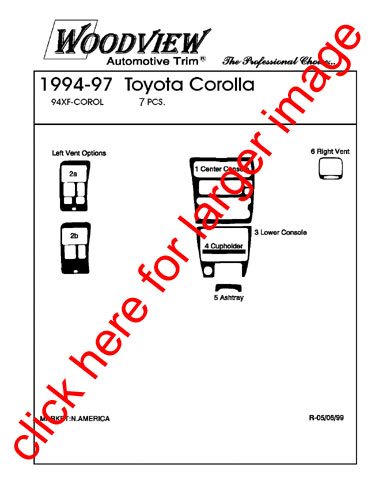 WOODVIEW
Automotive Trim®
The Professional Choice...
1994-97 Toyota Corolla
94XF-COROL 7 PCS.
Left Vent Options
6 Right Vent
2a
1 Center Console
2b
3 Lower Console
4 Cupholder
5 Ashtray
MARKET:N.AMERICA
R-05/06/99
click here for larger image